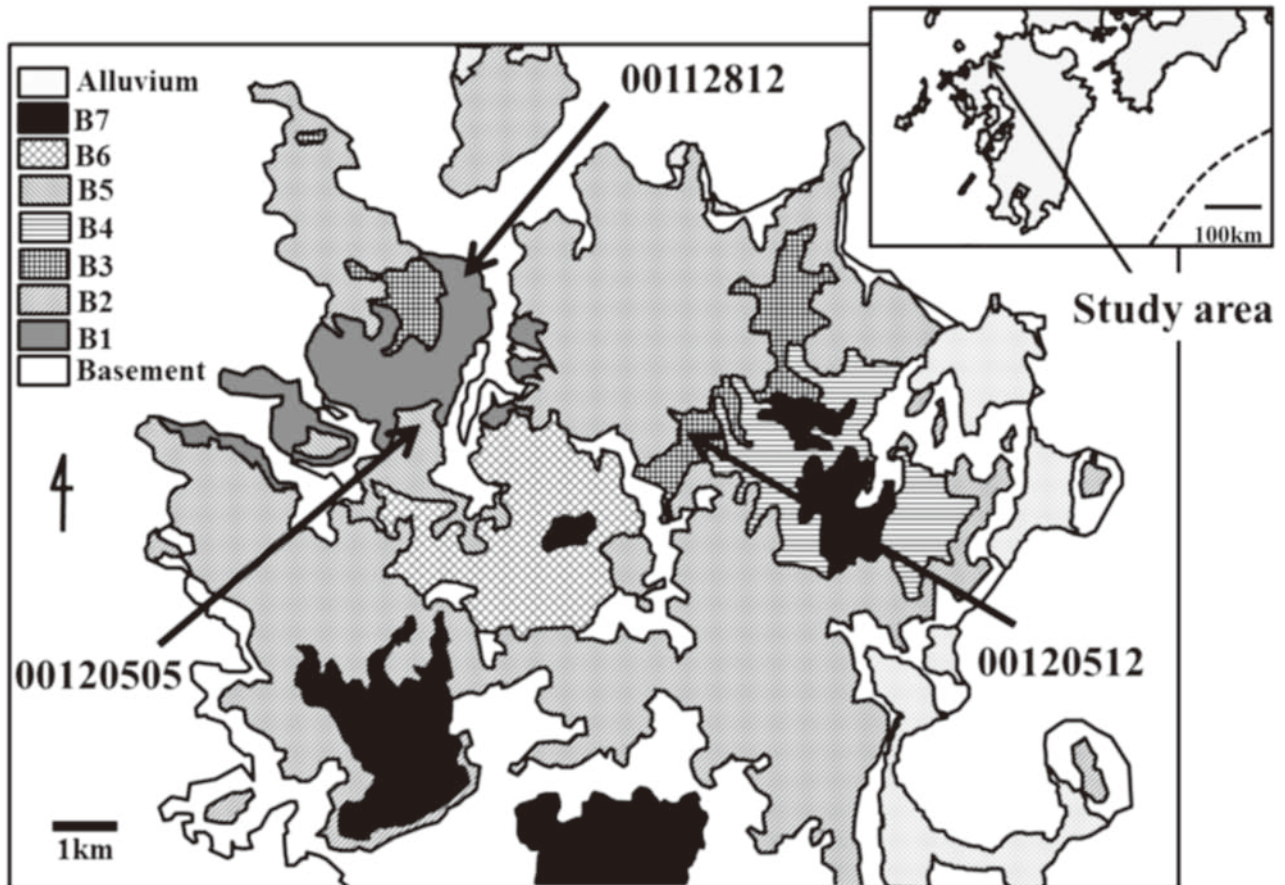 Alluvium
B7
B6
B5
B4
B3
B2
B1
Basement
00112812
100km
Study area
00120505
00120512
1km